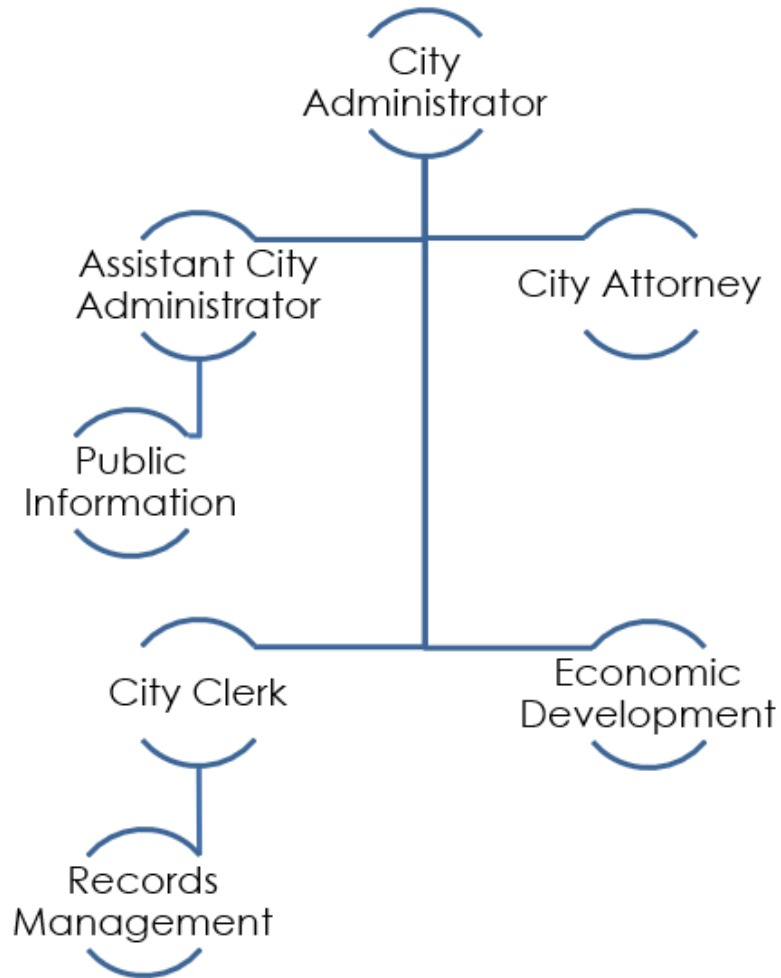 City
Administrator
Assistant City
Administrator
City Attorney
Public
Information
City Clerk
Economic
Development
Records
Management